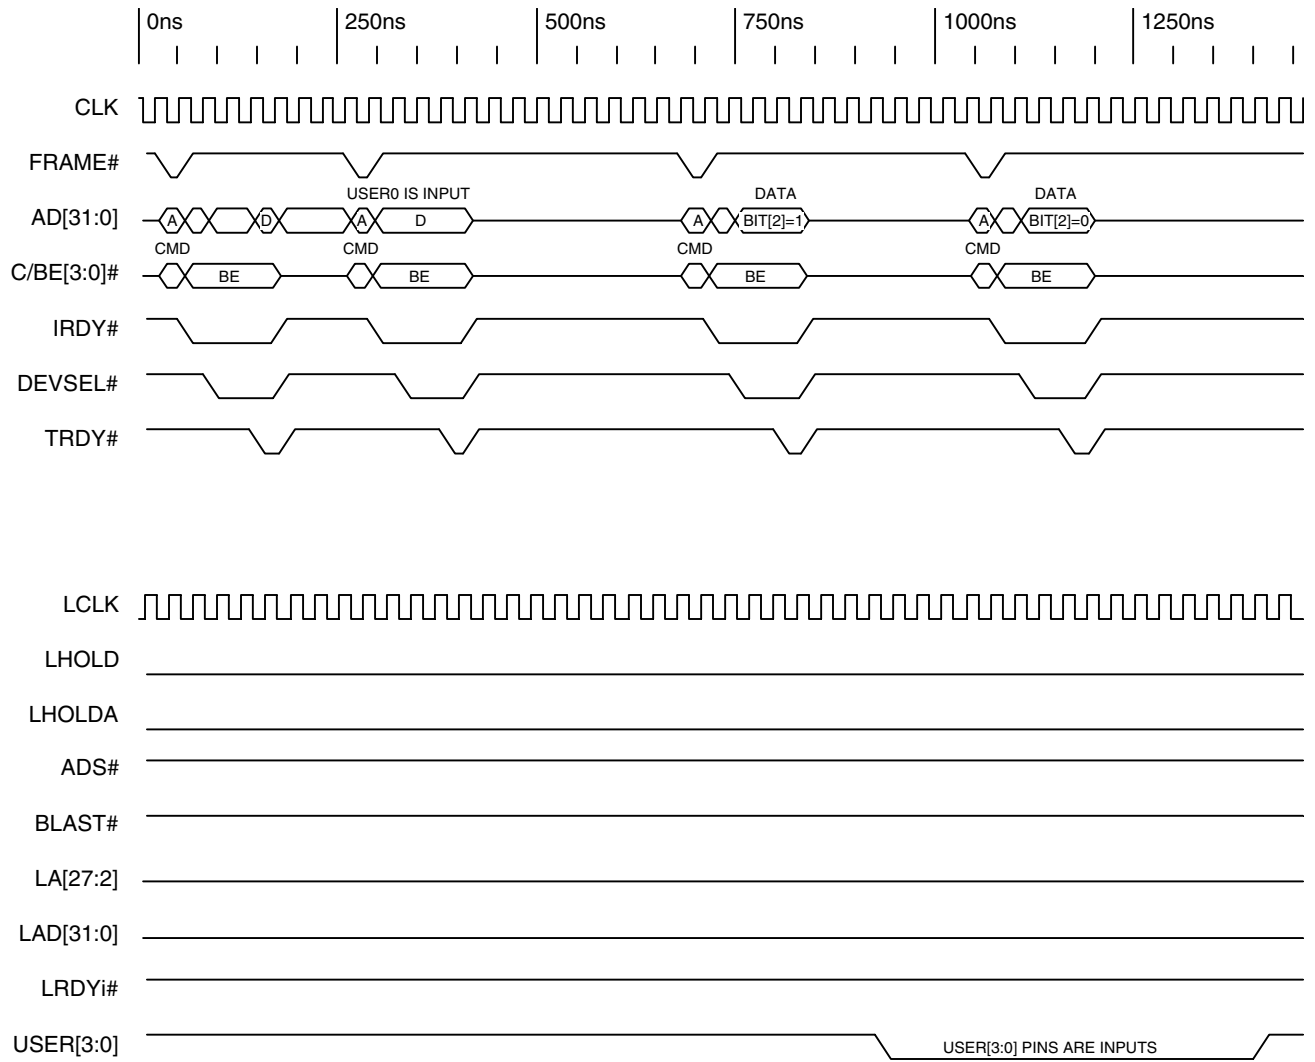 0ns 250ns 500ns 750ns 1000ns 1250ns
CLK
FRAME#
USER0 IS INPUT DATA DATA
AD[31:0] A D A D A BIT[2]=1 A BIT[2]=0
CMD CMD CMD CMD
C/BE[3:0]# BE BE BE BE
IRDY#
DEVSEL#
TRDY#
LCLK
LHOLD
LHOLDA
ADS#
BLAST#
LA[27:2]
LAD[31:0]
LRDYi#
USER[3:0] USER[3:0] PINS ARE INPUTS